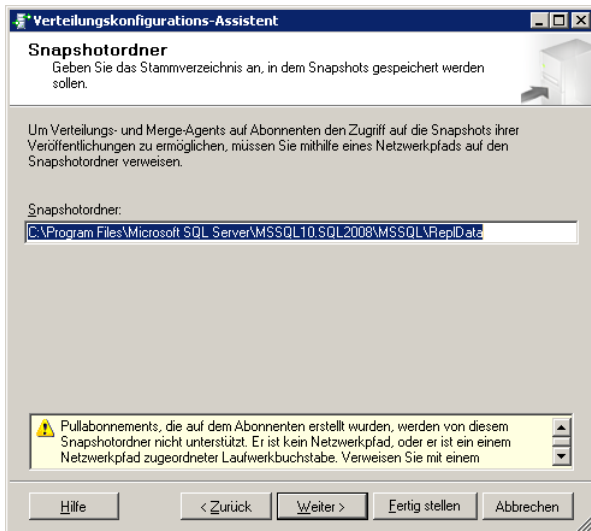 Verteilungskonfigurations-Assistent
Snapshotordner
Geben Sie das Stammverzeichnis an, in dem Snapshots gespeichert werden
sollen.
Um Verteilungs- und Merge-Agents auf Abonnenten den Zugriff auf die Snapshots ihrer
Veröffentlichungen zu ermöglichen, müssen Sie mithilfe eines Netzwerkpfads auf den
Snapshotordner verweisen.
Snapshotordner:
C:\Program Files\Microsoft SQL Server\MSSQL10.SQL2008\MSSQL\ReplData
Pullabonnements, die auf dem Abonnenten erstellt wurden, werden von diesem
Snapshotordner nicht unterstützt. Er ist kein Netzwerkpfad, oder er ist ein einem
Netzwerkpfad zugeordneter Laufwerkbuchstabe. Verweisen Sie mit einem
Hilfe
< Zurück
Weiter >
Fertig stellen
Abbrechen